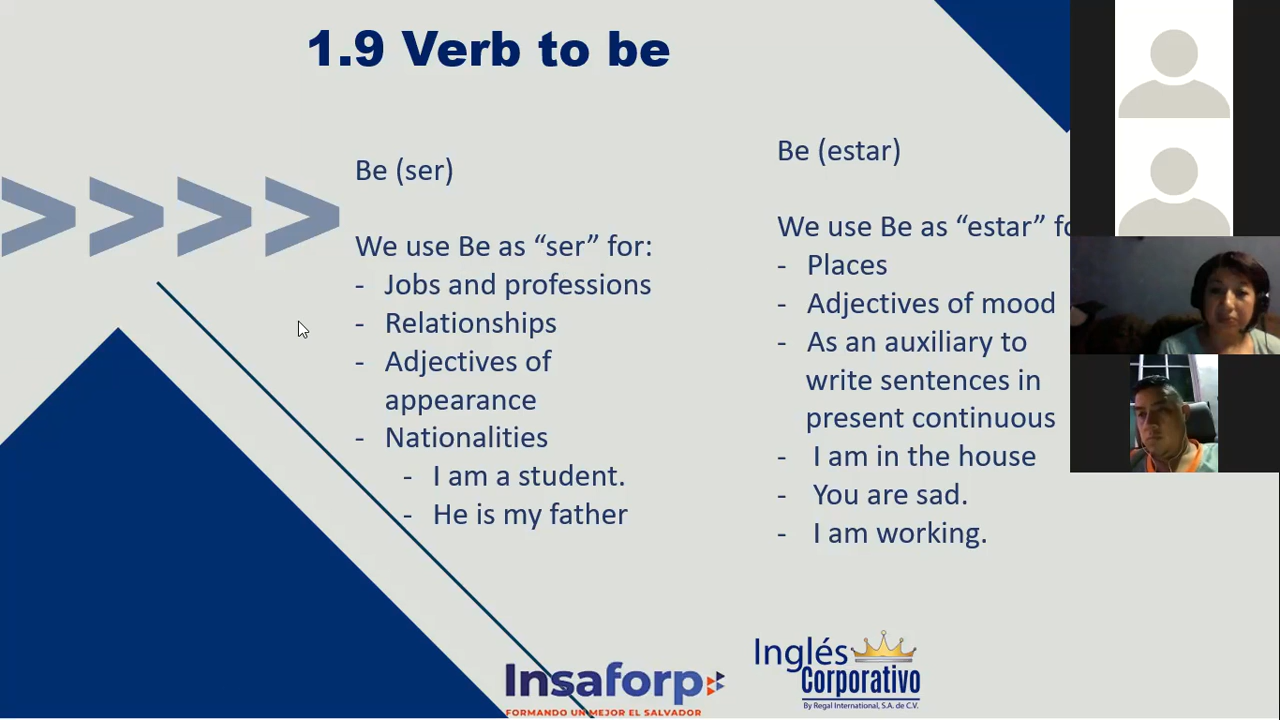 1.9 Verb to be
Be (ser)
We use Be as “ser” for:
- Jobs and professions
- Relationships
- Adjectives of
appearance
- Nationalities
- I am a student.
- He is my father
Be (estar)
We use Be as “estar” fo
- Places
- Adjectives of mood
- As an auxiliary to
write sentences in
present continuous
- I am in the house
- You are sad.
- I am working.
Insaforp
FORMANDO UN MEJOR EL SALVADOR
Inglés
Corporativo
By Regal International, S.A. de C.V.